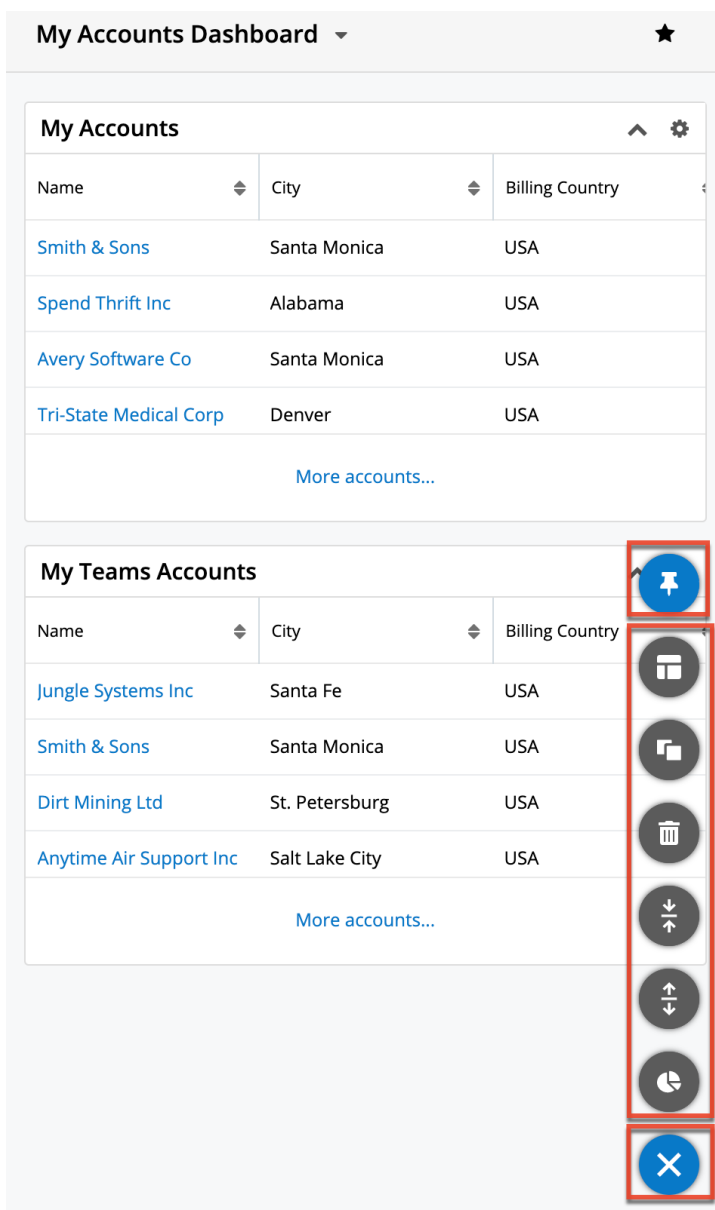 My Accounts Dashboard
My Accounts
Name City Billing Country
Smith & Sons Santa Monica USA
Spend Thrift Inc Alabama USA
Avery Software Co Santa Monica USA
Tri-State Medical Corp Denver USA
More accounts...
My Teams Accounts
Name City Billing Country
Jungle Systems Inc Santa Fe USA
Smith & Sons Santa Monica USA
Dirt Mining Ltd St. Petersburg USA
Anytime Air Support Inc Salt Lake City USA
More accounts...